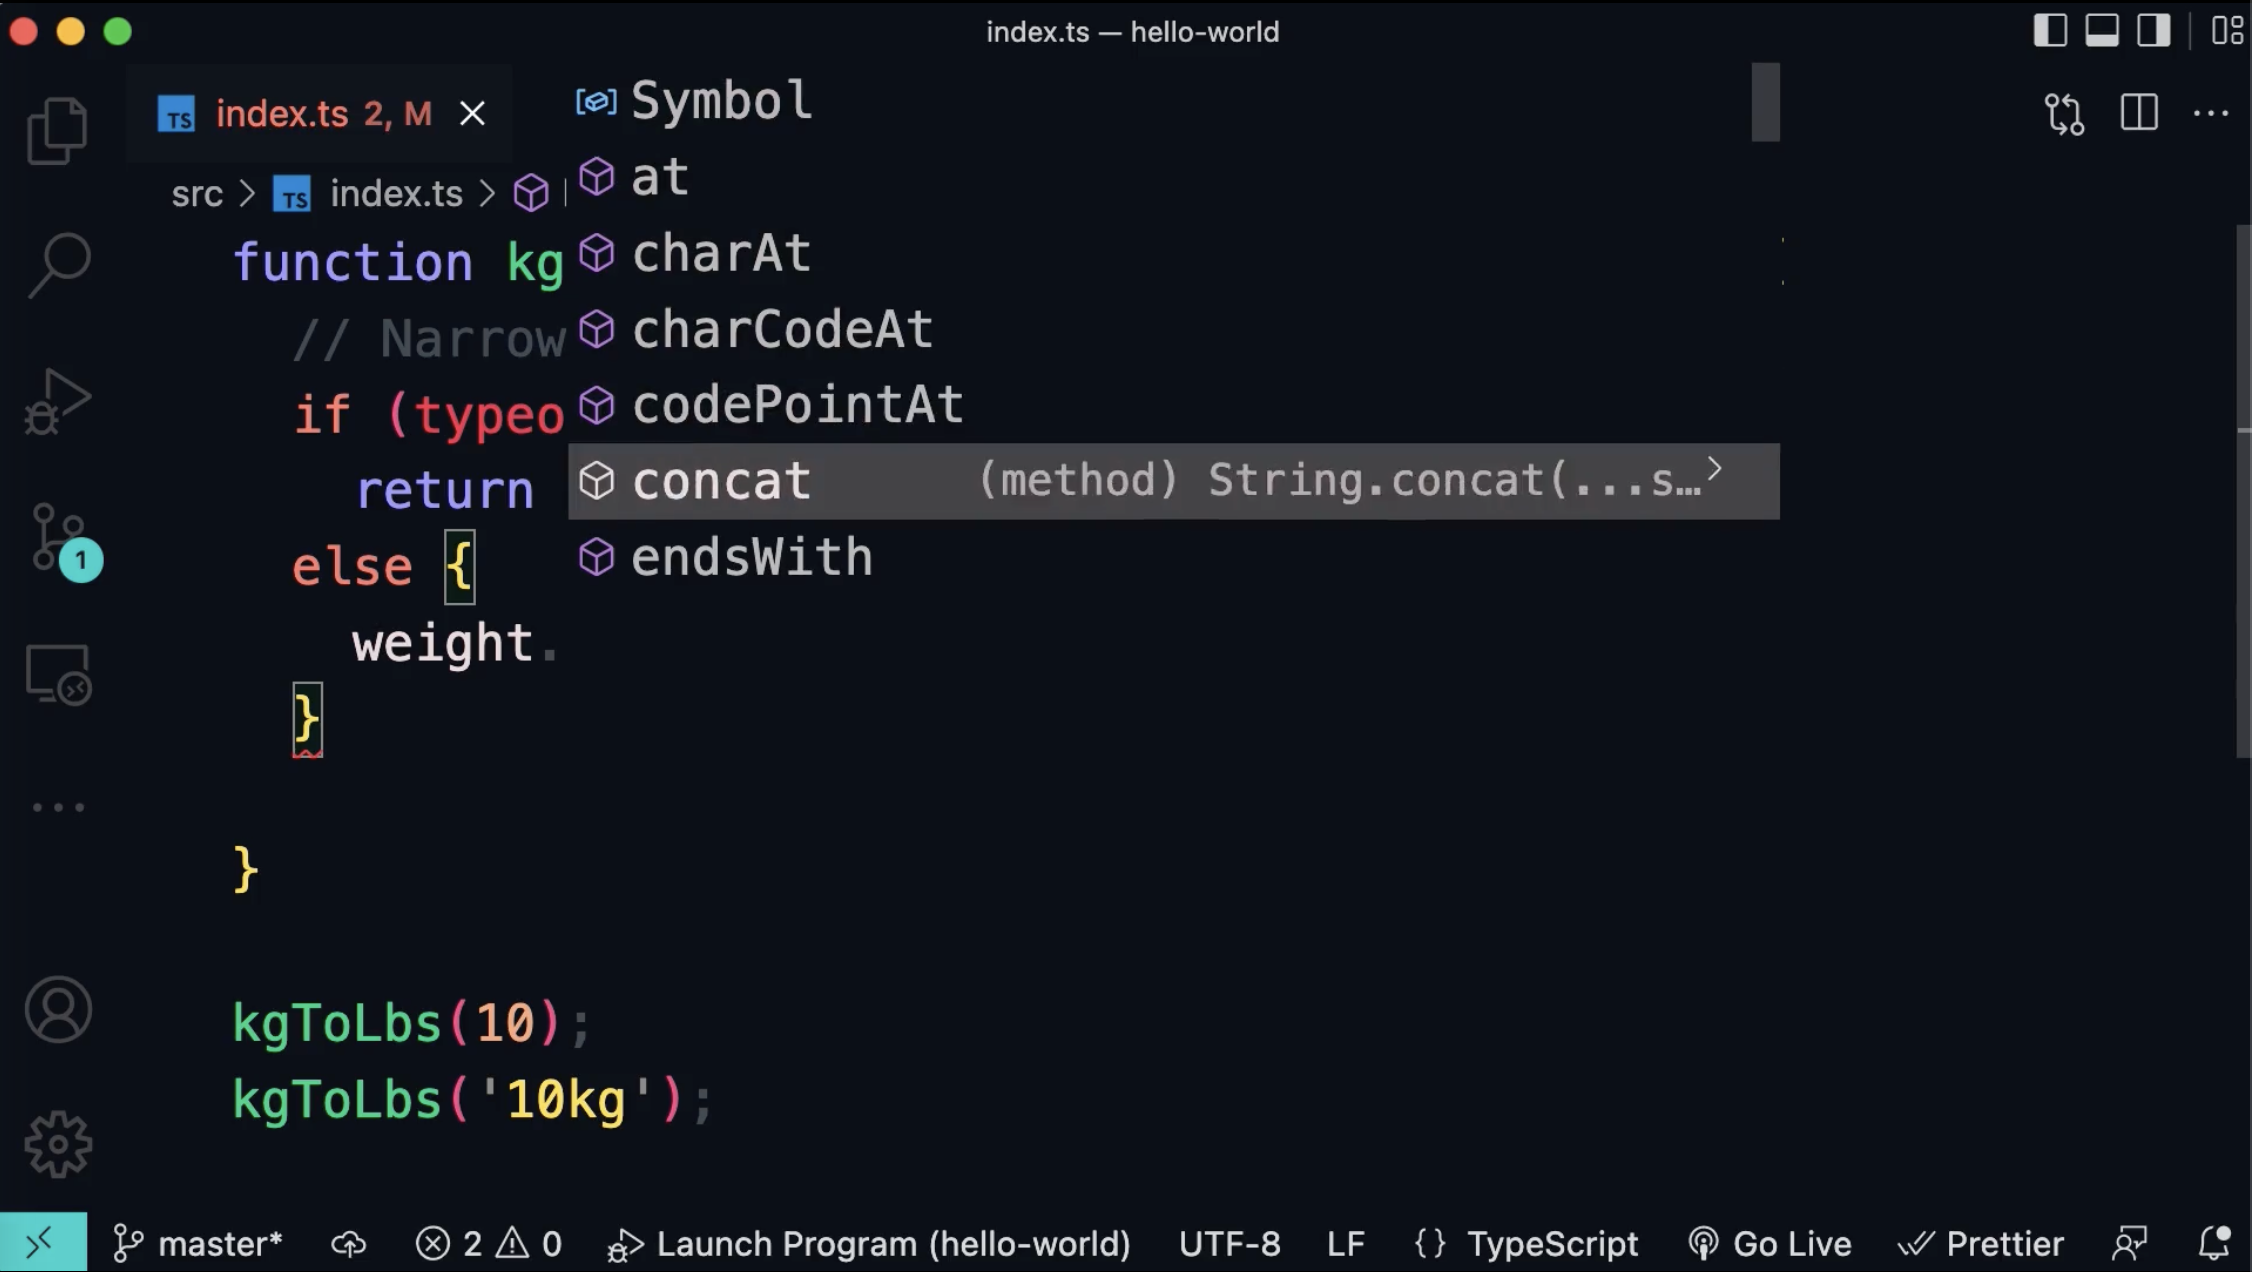 index.ts — hello-world
index.ts 2, M
src > index.ts >
Symbol
at
charAt
charCodeAt
codePointAt
concat (method) String.concat(...s…
endsWith
function kg
// Narrow
if (typeo
return
else {
weight.
}
}
kgToLbs(10);
kgToLbs('10kg');
1
master* 2 0 Launch Program (hello-world) UTF-8 LF {} TypeScript Go Live Prettier